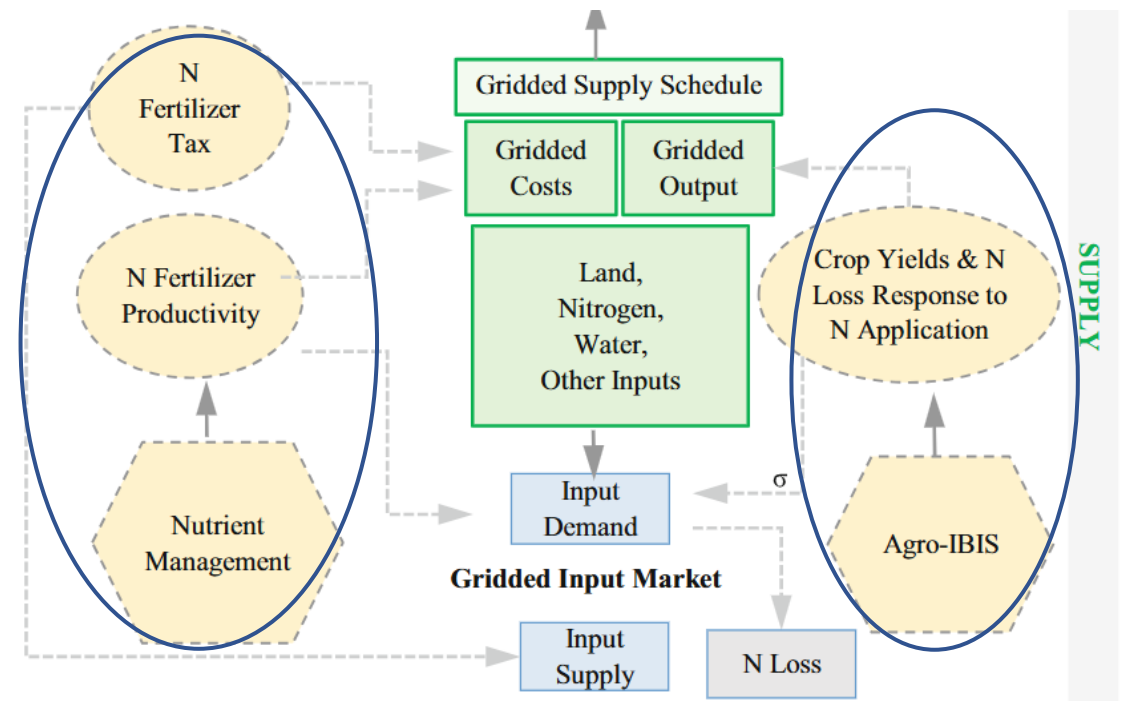 N
Fertilizer
Tax
Gridded Supply Schedule
Gridded
Costs
Gridded
Output
N Fertilizer
Productivity
Land,
Nitrogen,
Water,
Other Inputs
Crop Yields & N
Loss Response to
N Application
SUPPLY
σ
Input
Demand
Nutrient
Management
Agro-IBIS
Gridded Input Market
Input
Supply
N Loss